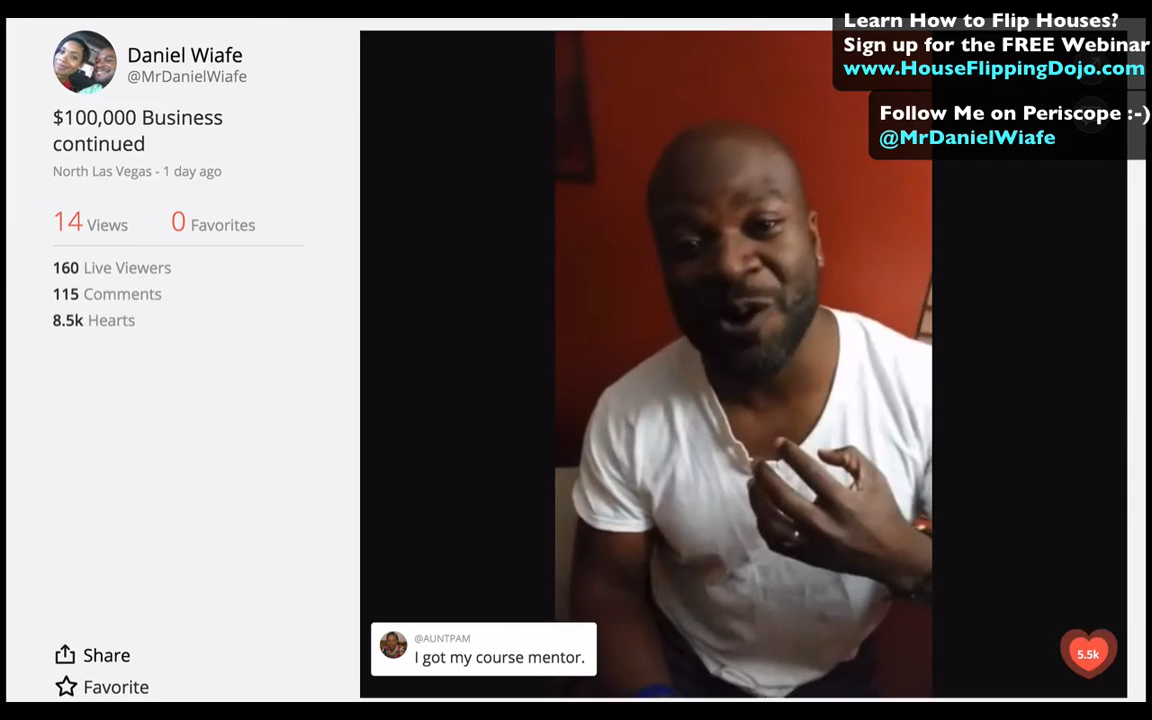 Learn How to Flip Houses?
Sign up for the FREE Webinar
www.HouseFlippingDojo.com
Follow Me on Periscope :-)
@MrDanielWiafe
Daniel Wiafe
@MrDanielWiafe
$100,000 Business
continued
North Las Vegas - 1 day ago
14 Views 0 Favorites
160 Live Viewers
115 Comments
8.5k Hearts
Share
Favorite
@AUNTPAM
I got my course mentor.
5.5k